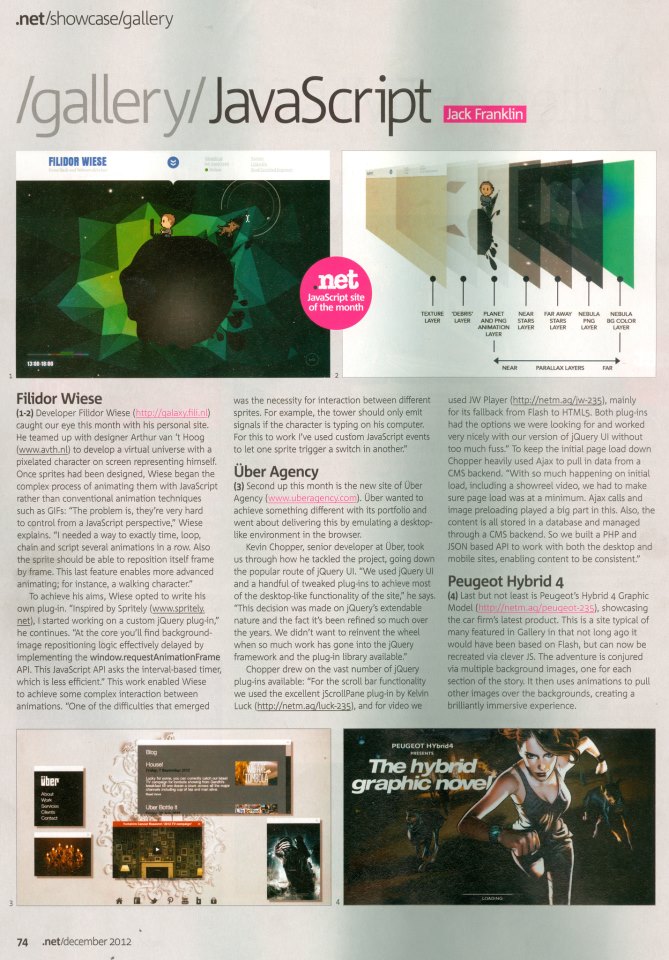 .net/showcase/gallery
/gallery/JavaScript
Jack Franklin
FILIDOR WIESE
13:00-18:00
.net
JavaScript site
of the month
TEXTURE
LAYER
'DEBRIS'
LAYER
PLANET
AND PNG
ANIMATION
LAYER
NEAR
STARS
LAYER
FAR AWAY
STARS
LAYER
NEBULA
PNG
LAYER
NEBULA
BG COLOR
LAYER
NEAR
PARALLAX LAYERS
FAR
1
2
Filidor Wiese
(1-2) Developer Filidor Wiese (http://galaxy.fili.nl)
caught our eye this month with his personal site.
He teamed up with designer Arthur van 't Hoog
(www.avth.nl) to develop a virtual universe with a
pixelated character on screen representing himself.
Once sprites had been designed, Wiese began the
complex process of animating them with JavaScript
rather than conventional animation techniques
such as GIFs: "The problem is, they're very hard
to control from a JavaScript perspective," Wiese
explains. "I needed a way to exactly time, loop,
chain and script several animations in a row. Also
the sprite should be able to reposition itself frame
by frame. This last feature enables more advanced
animating; for instance, a walking character."
To achieve his aims, Wiese opted to write his
own plug-in. "Inspired by Spritely (www.spritely.
net), I started working on a custom jQuery plug-in,"
he continues. "At the core you'll find background-
image repositioning logic effectively delayed by
implementing the window.requestAnimationFrame
API. This JavaScript API asks the interval-based timer,
which is less efficient." This work enabled Wiese
to achieve some complex interaction between
animations. "One of the difficulties that emerged
was the necessity for interaction between different
sprites. For example, the tower should only emit
signals if the character is typing on his computer.
For this to work I've used custom JavaScript events
to let one sprite trigger a switch in another."
Über Agency
(3) Second up this month is the new site of Über
Agency (www.uberagency.com). Über wanted to
achieve something different with its portfolio and
went about delivering this by emulating a desktop-
like environment in the browser.
Kevin Chopper, senior developer at Über, took
us through how he tackled the project, going down
the popular route of jQuery UI. "We used jQuery UI
and a handful of tweaked plug-ins to achieve most
of the desktop-like functionality of the site," he says.
"This decision was made on jQuery's extendable
nature and the fact it's been refined so much over
the years. We didn't want to reinvent the wheel
when so much work has gone into the jQuery
framework and the plug-in library available."
Chopper drew on the vast number of jQuery
plug-ins available: "For the scroll bar functionality
we used the excellent jScrollPane plug-in by Kelvin
Luck (http://netm.ag/luck-235), and for video we
used JW Player (http://netm.ag/jw-235), mainly
for its fallback from Flash to HTML5. Both plug-ins
had the options we were looking for and worked
very nicely with our version of jQuery UI without
too much fuss." To keep the initial page load down
Chopper heavily used Ajax to pull in data from a
CMS backend. "With so much happening on initial
load, including a showreel video, we had to make
sure page load was at a minimum. Ajax calls and
image preloading played a big part in this. Also, the
content is all stored in a database and managed
through a CMS backend. So we built a PHP and
JSON based API to work with both the desktop and
mobile sites, enabling content to be consistent."
Peugeot Hybrid 4
(4) Last but not least is Peugeot's Hybrid 4 Graphic
Model (http://netm.ag/peugeot-235), showcasing
the car firm's latest product. This is a site typical of
many featured in Gallery in that not long ago it
would have been based on Flash, but can now be
recreated via clever JS. The adventure is conjured
via multiple background images, one for each
section of the story. It then uses animations to pull
other images over the backgrounds, creating a
brilliantly immersive experience.
über
About
Work
Services
Clients
Contact
Blog
House!
Friday, 7 September 2012
Read more
Über Bottle It
PEUGEOT HYbrid4
PRESENTS
The hybrid
graphic novel
LOADING
3
4
74 .net/december 2012